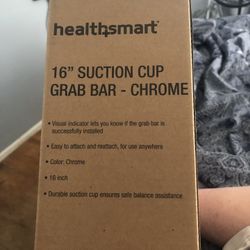 healthsmart
16" SUCTION CUP
GRAB BAR - CHROME
• Visual indicator lets you know if the grab bar is
successfully installed
• Easy to attach and reattach, for use anywhere
• Color: Chrome
• 16 inch
• Durable suction cup ensures safe balance assistance